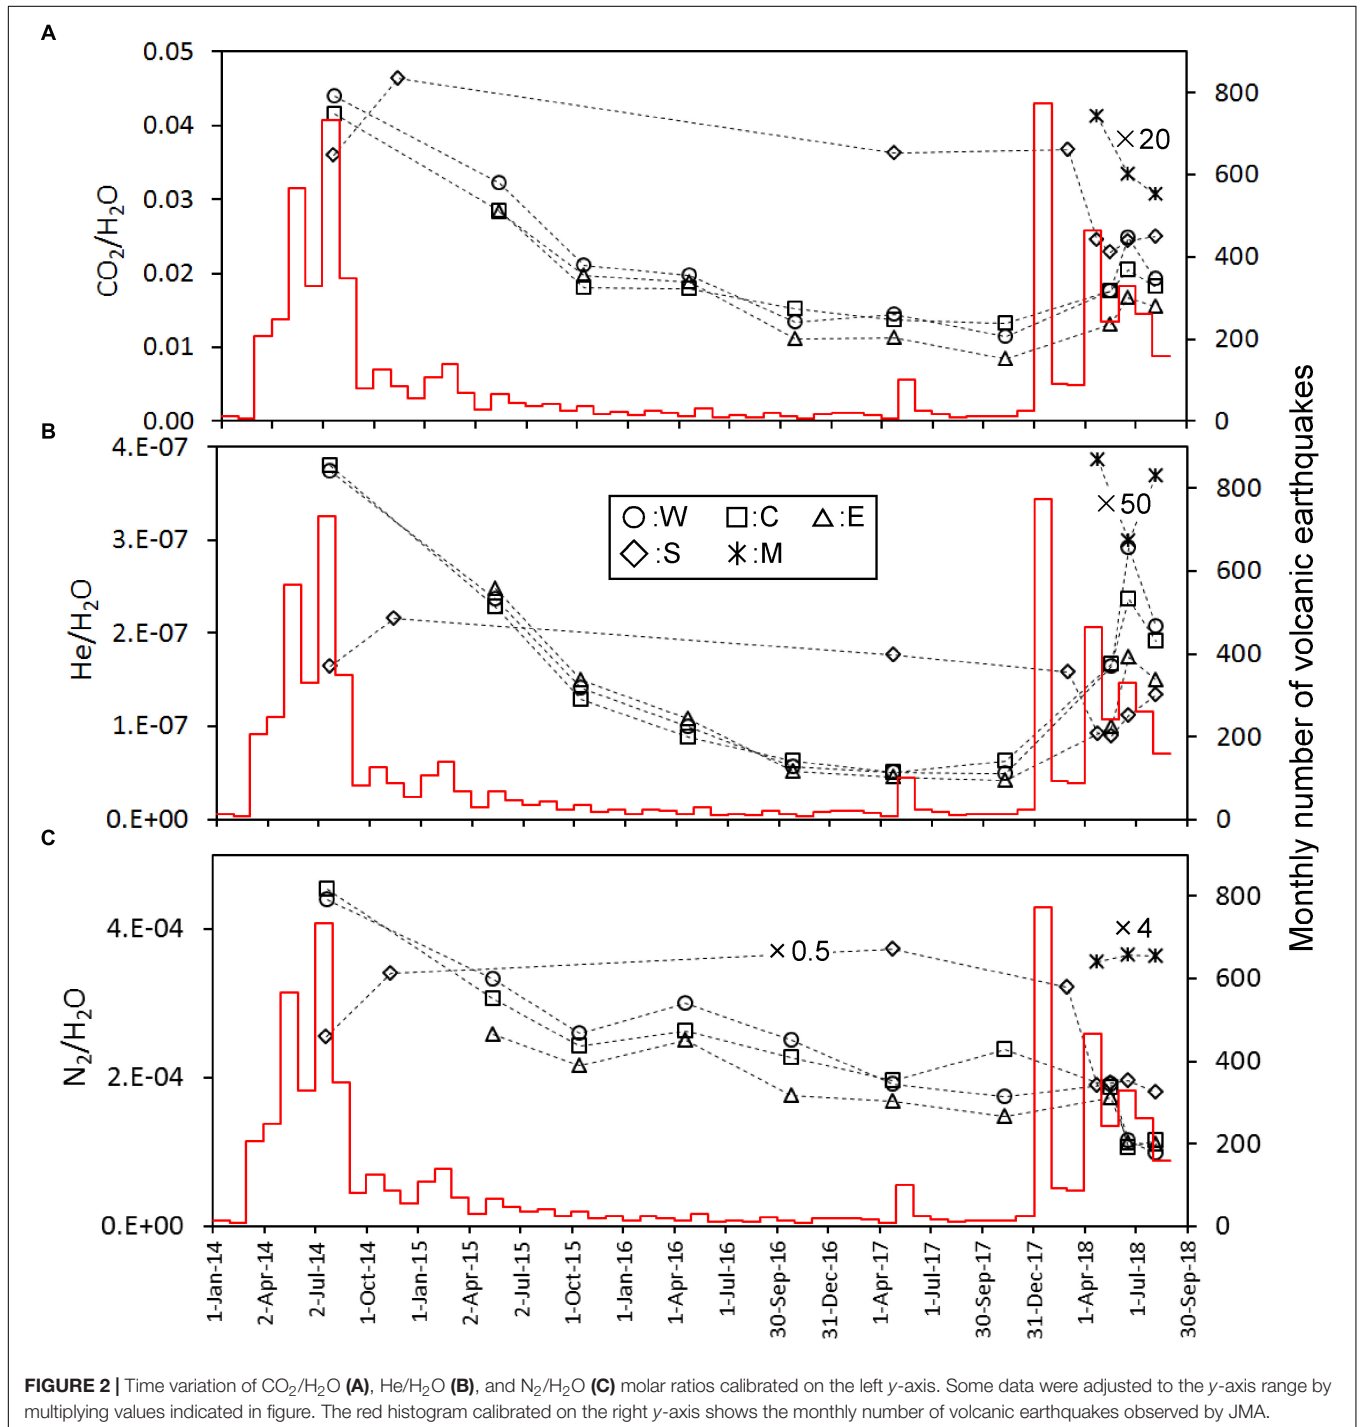 A
0.05
0.04
0.03
0.02
0.01
0.00
CO₂/H₂O
800
600
400
200
0
×20
B
4.E-07
3.E-07
2.E-07
1.E-07
0.E+00
He/H₂O
800
600
400
200
0
×50
:W :C :E
:S :M
C
4.E-04
2.E-04
0.E+00
N₂/H₂O
800
600
400
200
0
×0.5
×4
Monthly number of volcanic earthquakes
1-Jan-14
2-Apr-14
2-Jul-14
1-Oct-14
1-Jan-15
2-Apr-15
2-Jul-15
1-Oct-15
1-Jan-16
1-Apr-16
1-Jul-16
30-Sep-16
31-Dec-16
1-Apr-17
1-Jul-17
30-Sep-17
31-Dec-17
1-Apr-18
1-Jul-18
30-Sep-18
FIGURE 2 | Time variation of CO₂/H₂O (A), He/H₂O (B), and N₂/H₂O (C) molar ratios calibrated on the left y-axis. Some data were adjusted to the y-axis range by
multiplying values indicated in figure. The red histogram calibrated on the right y-axis shows the monthly number of volcanic earthquakes observed by JMA.